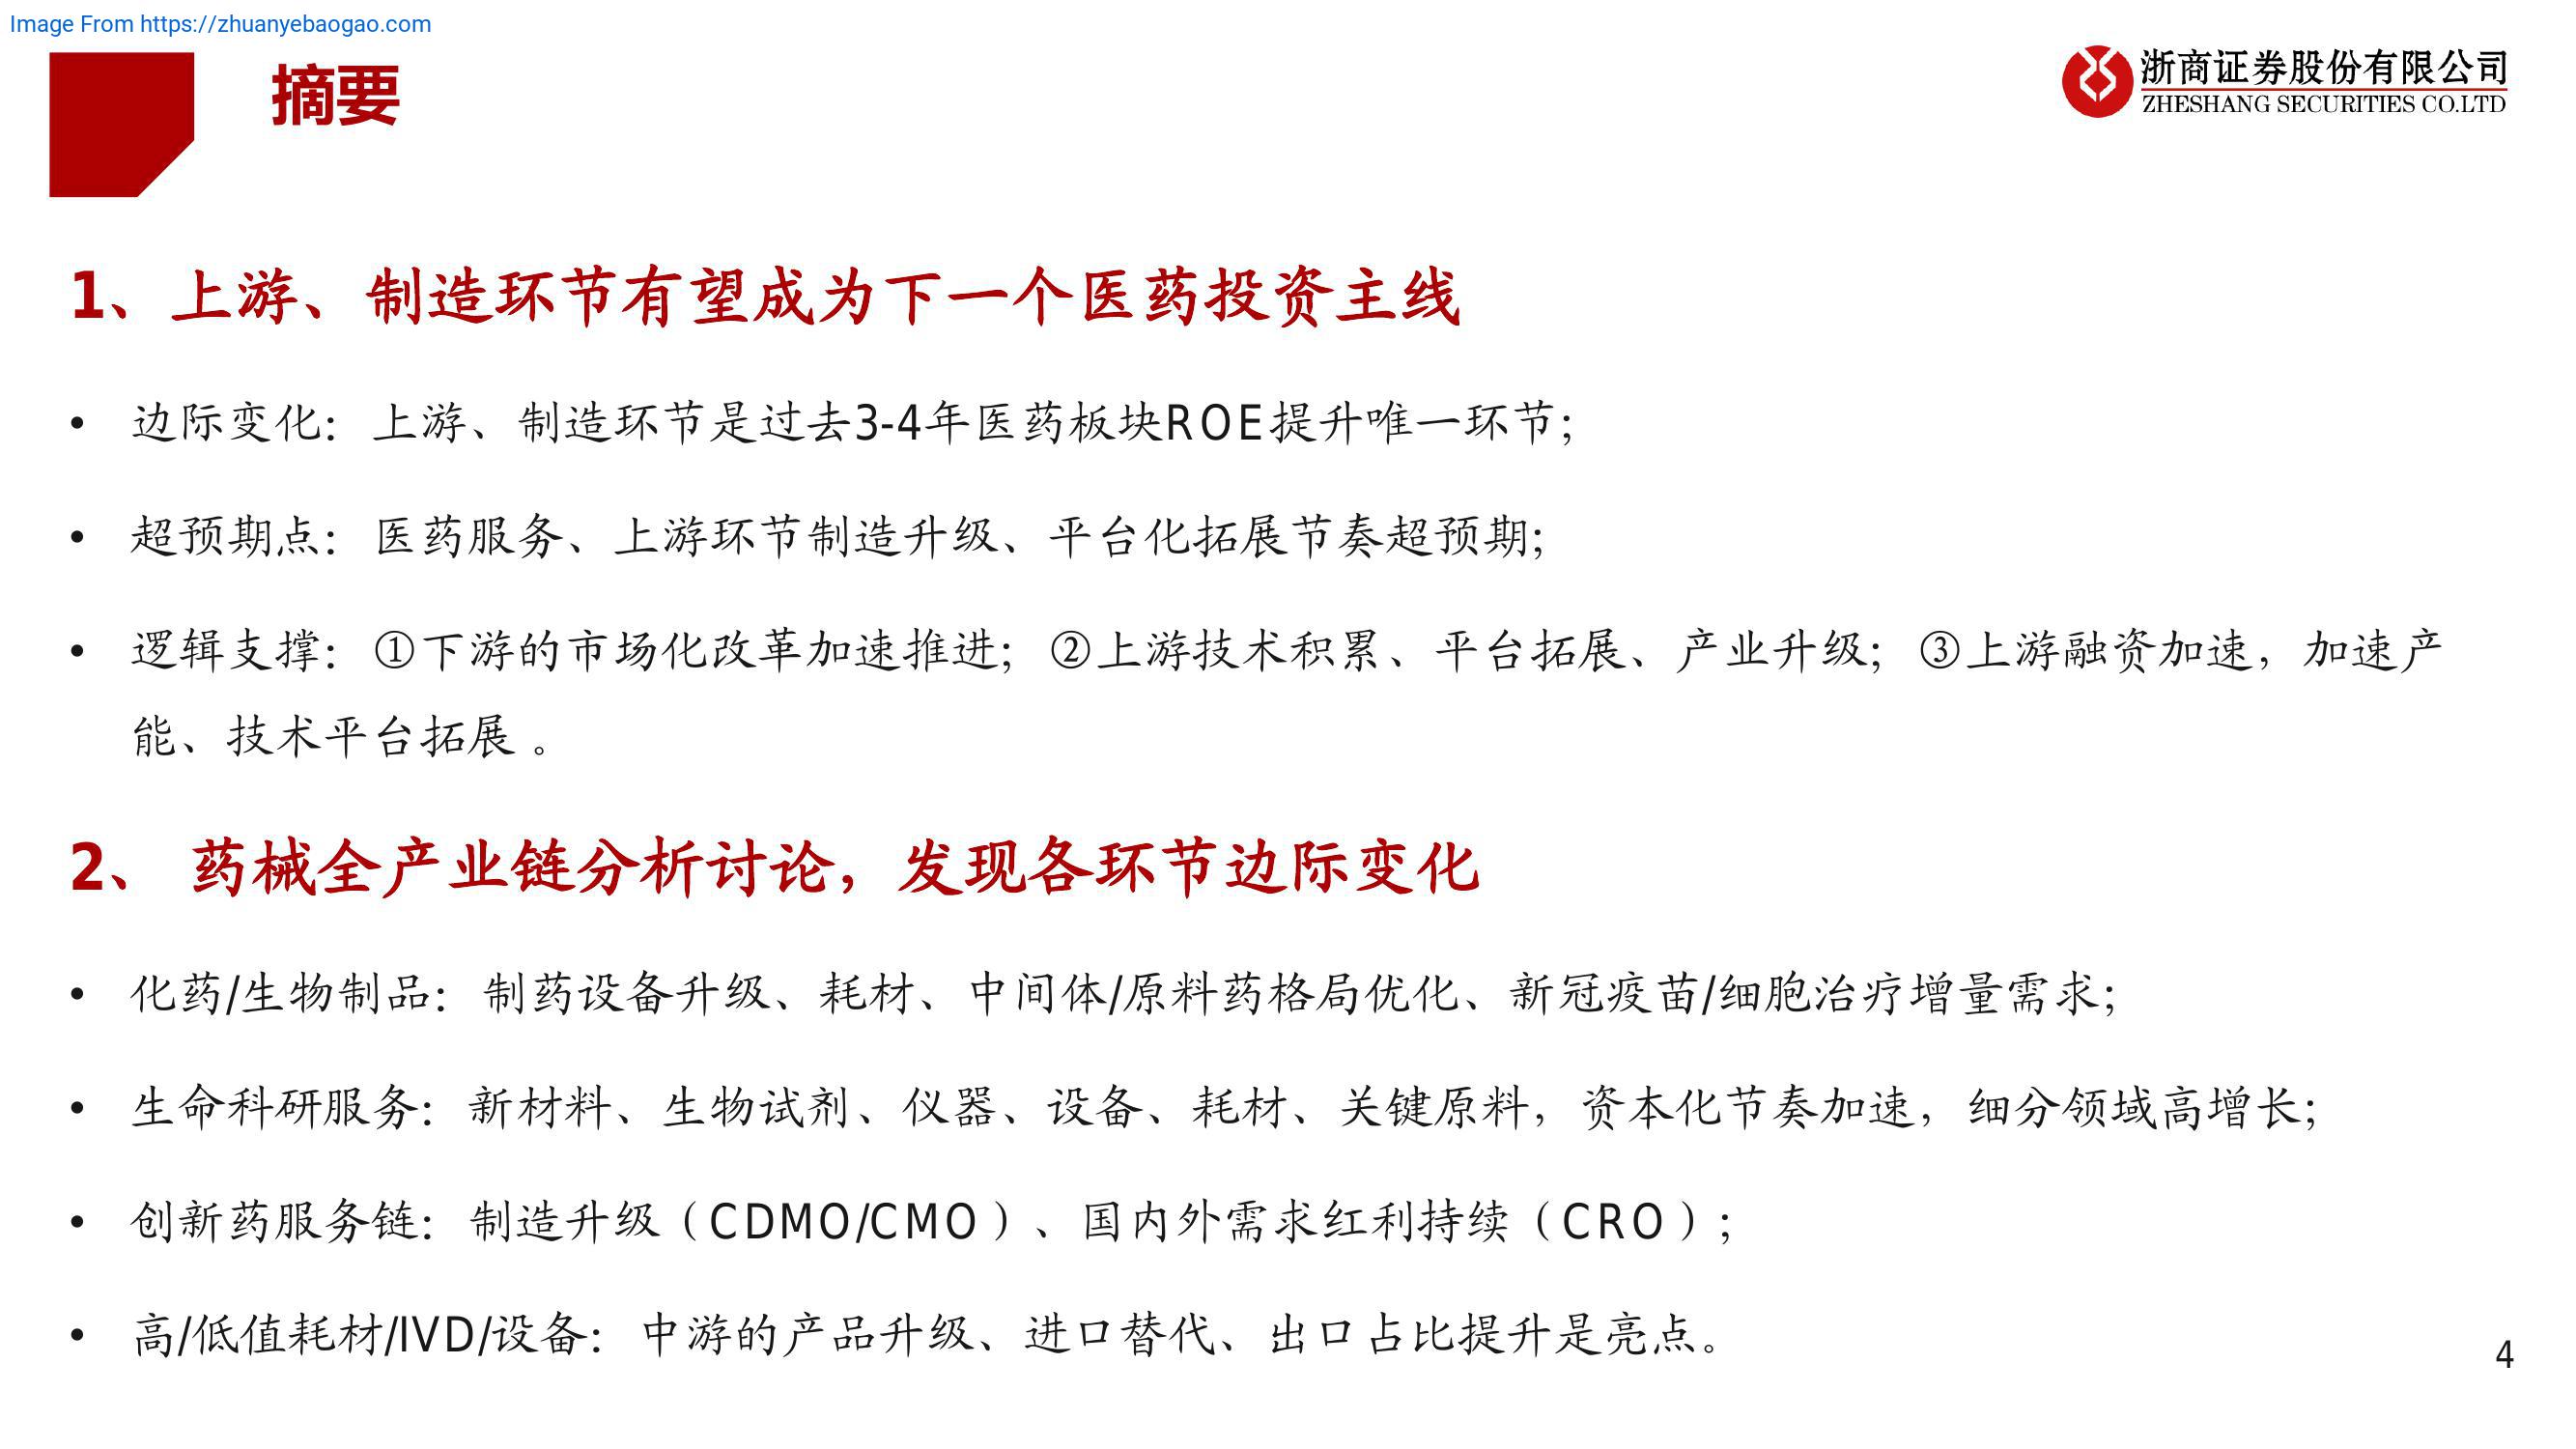 Image From https://zhuanyebaogao.com
摘要
浙商证券股份有限公司
ZHESHANG SECURITIES CO.LTD
1、上游、制造环节有望成为下一个医药投资主线
• 边际变化：上游、制造环节是过去3-4年医药板块ROE提升唯一环节；
• 超预期点：医药服务、上游环节制造升级、平台化拓展节奏超预期；
• 逻辑支撑：①下游的市场化改革加速推进；②上游技术积累、平台拓展、产业升级；③上游融资加速，加速产
能、技术平台拓展 。
2、 药械全产业链分析讨论，发现各环节边际变化
• 化药/生物制品：制药设备升级、耗材、中间体/原料药格局优化、新冠疫苗/细胞治疗增量需求；
• 生命科研服务：新材料、生物试剂、仪器、设备、耗材、关键原料，资本化节奏加速，细分领域高增长；
• 创新药服务链：制造升级（CDMO/CMO）、国内外需求红利持续（CRO）；
• 高/低值耗材/IVD/设备：中游的产品升级、进口替代、出口占比提升是亮点。
4